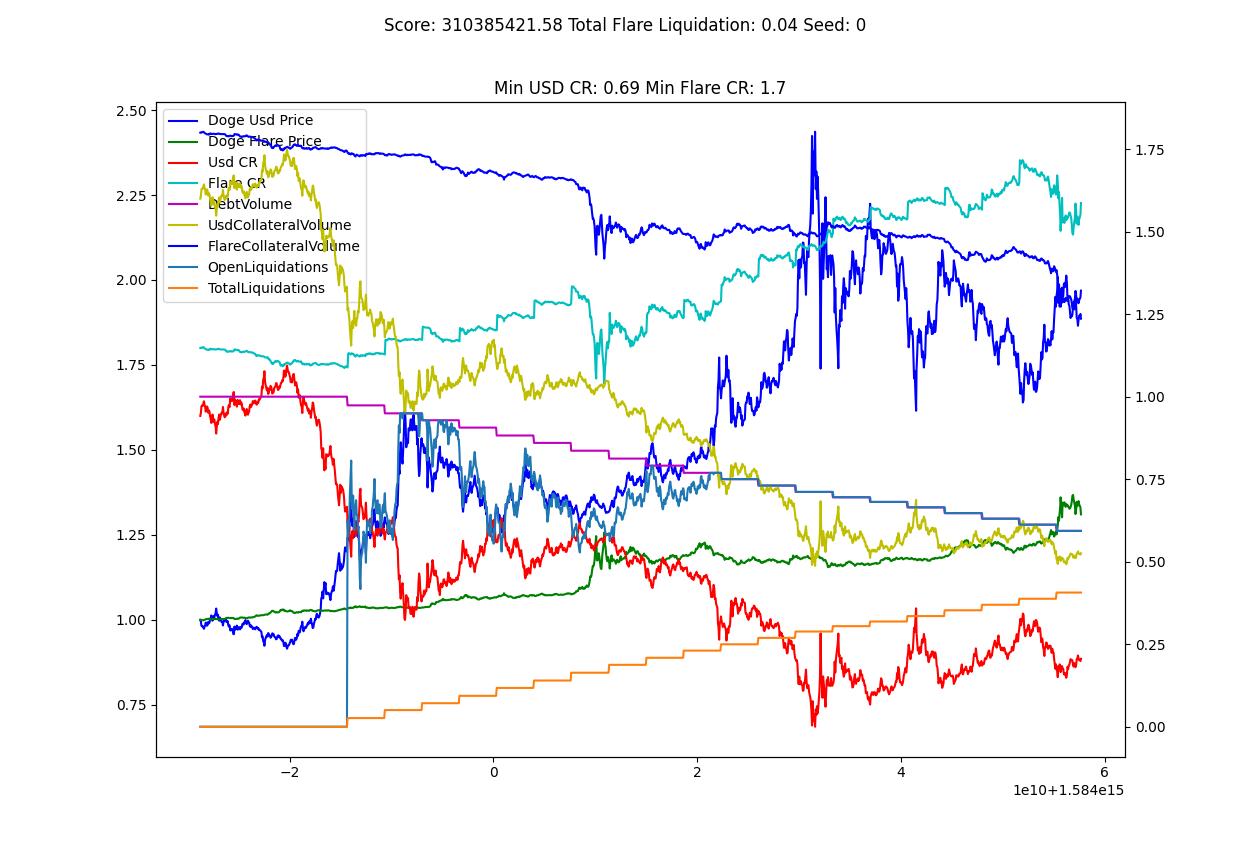 Score: 310385421.58 Total Flare Liquidation: 0.04 Seed: 0
Min USD CR: 0.69 Min Flare CR: 1.7
2.50
2.25
2.00
1.75
1.50
1.25
1.00
0.75
Doge Usd Price
Doge Flare Price
Usd CR
Flare CR
DebtVolume
UsdCollateralVolume
FlareCollateralVolume
OpenLiquidations
TotalLiquidations
1.75
1.50
1.25
1.00
0.75
0.50
0.25
0.00
−2 0 2 4 6
1e10+1.584e15